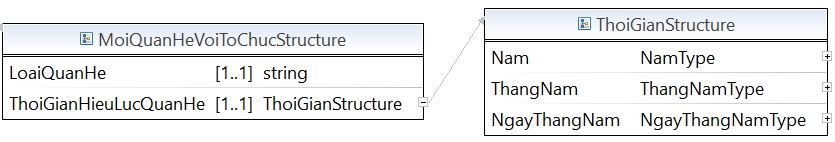 MoiQuanHeVoiToChucStructure
LoaiQuanHe [1..1] string
ThoiGianHieuLucQuanHe [1..1] ThoiGianStructure
ThoiGianStructure
Nam NamType
ThangNam ThangNamType
NgayThangNam NgayThangNamType